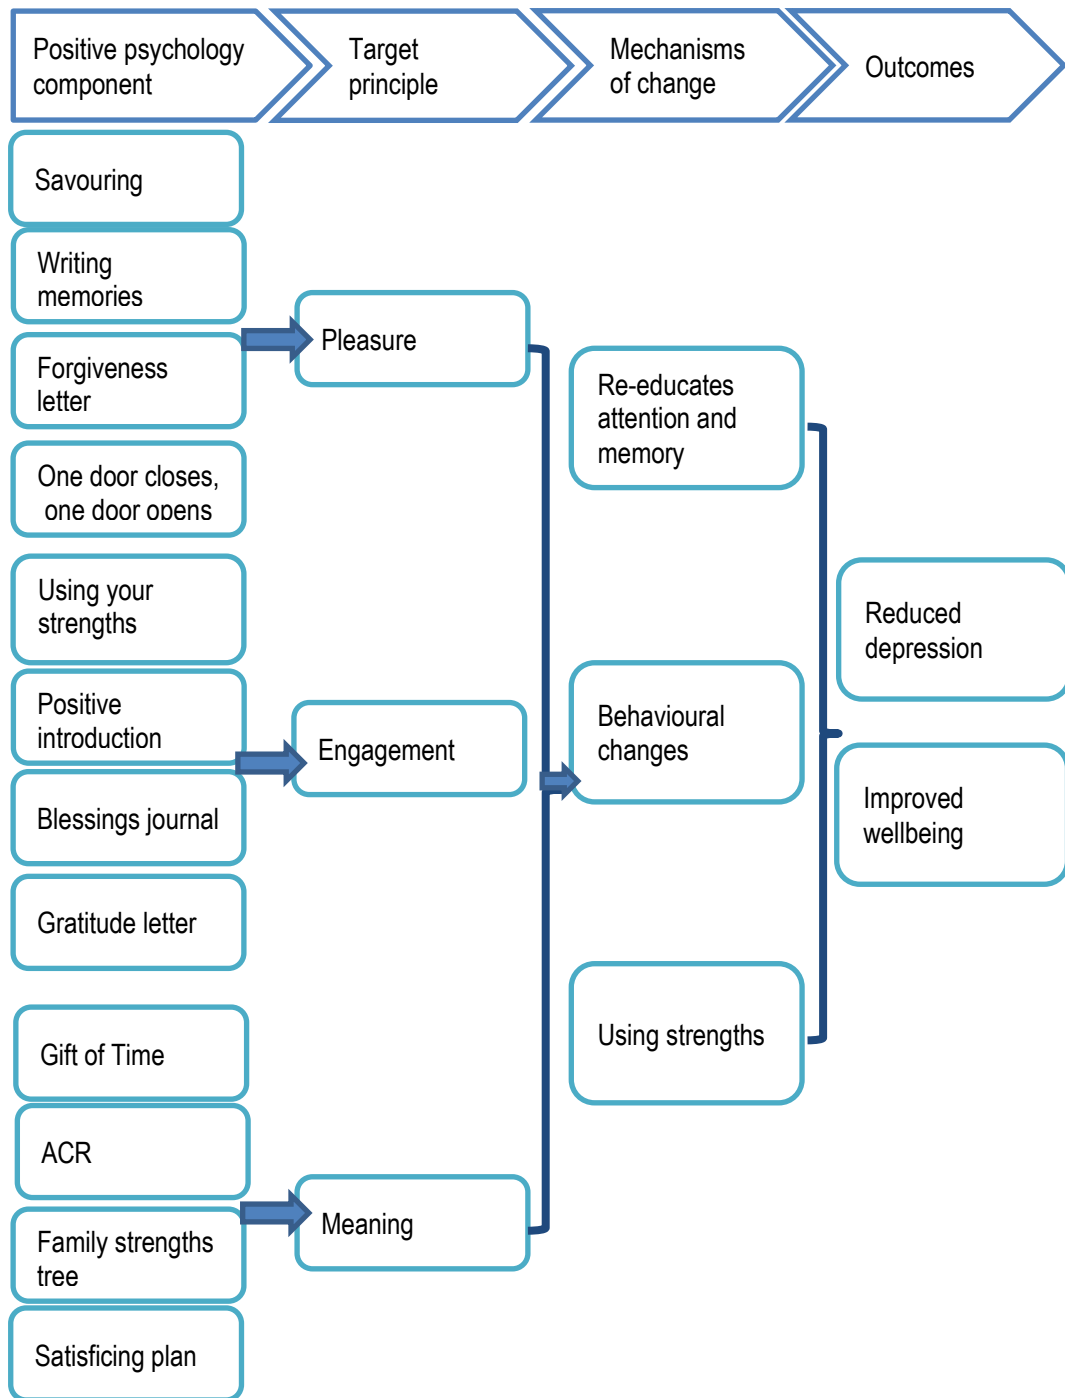 Positive psychology
component
Target
principle
Mechanisms
of change
Outcomes
Savouring
Writing
memories
Forgiveness
letter
One door closes,
one door opens
Using your
strengths
Positive
introduction
Blessings journal
Gratitude letter
Gift of Time
ACR
Family strengths
tree
Satisficing plan
Pleasure
Engagement
Meaning
Re-educates
attention and
memory
Behavioural
changes
Using strengths
Reduced
depression
Improved
wellbeing